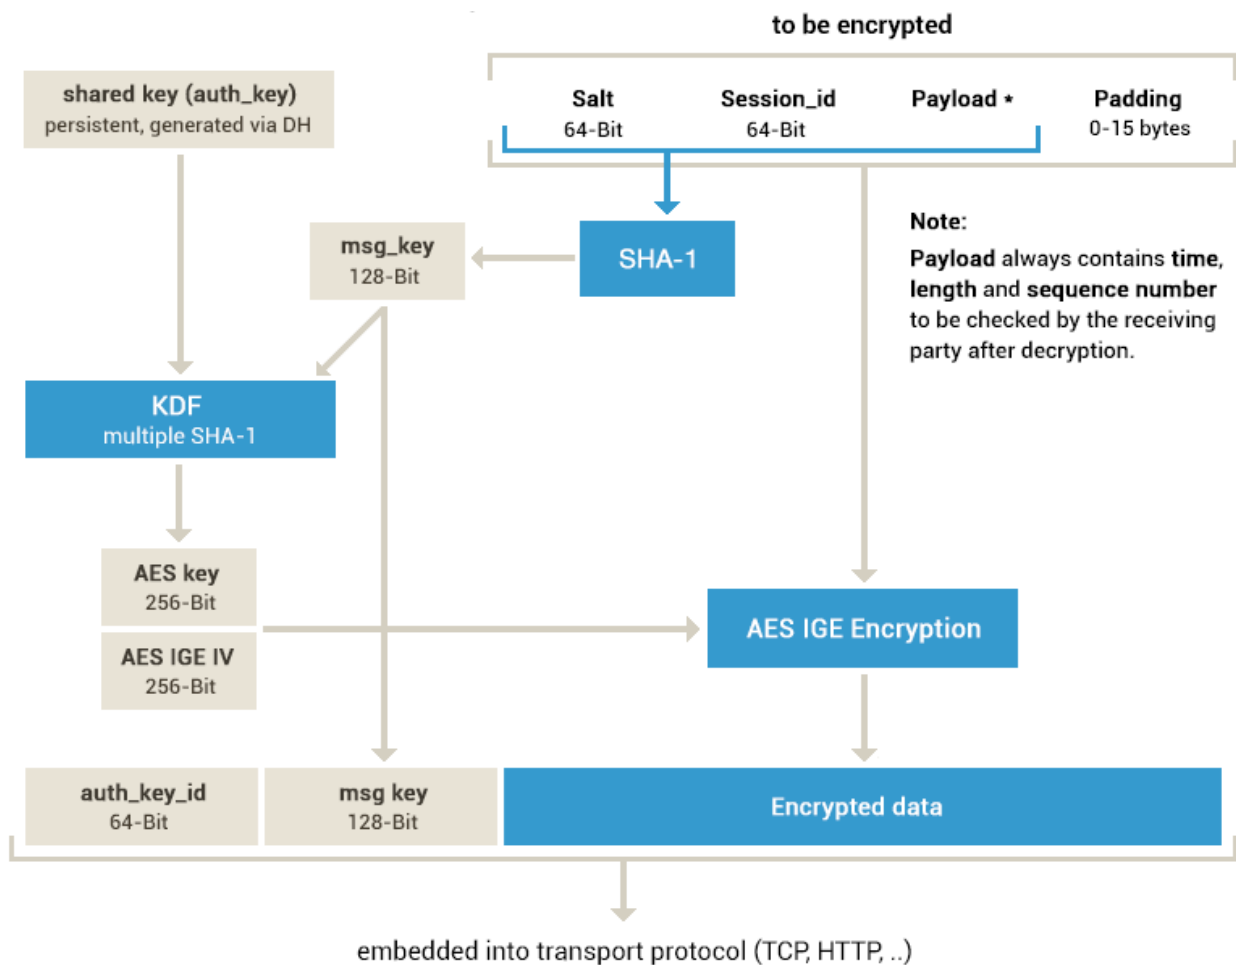 to be encrypted
shared key (auth_key)
persistent, generated via DH
Salt
64-Bit
Session_id
64-Bit
Payload *
Padding
0-15 bytes
Note:
Payload always contains time,
length and sequence number
to be checked by the receiving
party after decryption.
msg_key
128-Bit
SHA-1
KDF
multiple SHA-1
AES key
256-Bit
AES IGE IV
256-Bit
AES IGE Encryption
auth_key_id
64-Bit
msg key
128-Bit
Encrypted data
embedded into transport protocol (TCP, HTTP, ..)